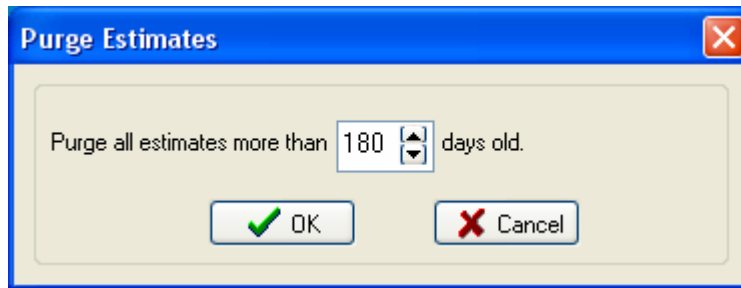 Purge Estimates
Purge all estimates more than 180 days old.
OK Cancel